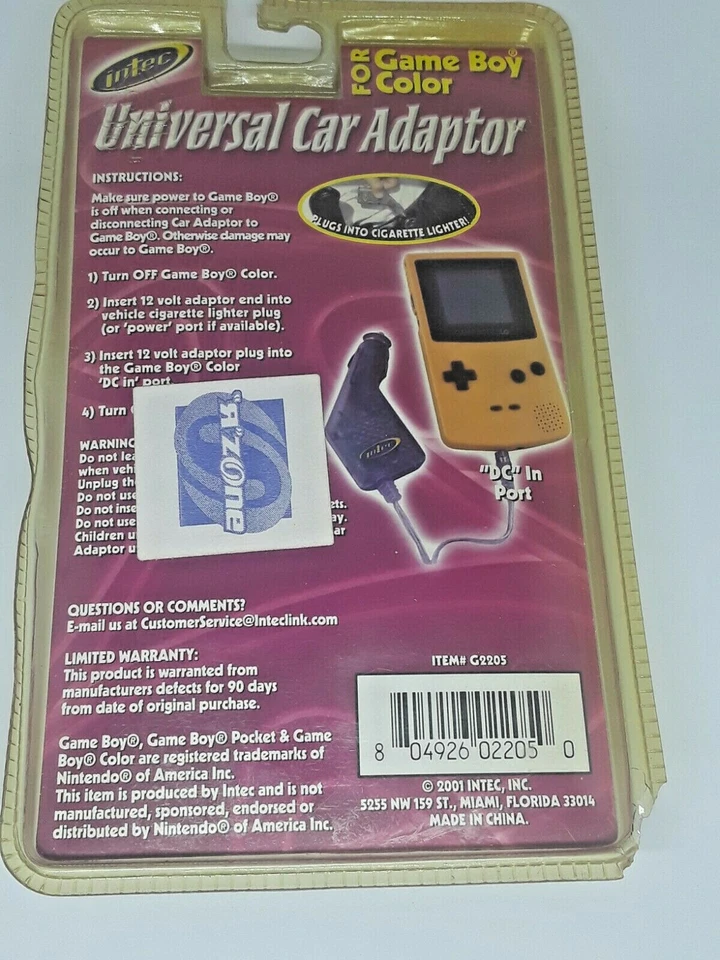 intec
FOR Game Boy®
Color
Universal Car Adaptor
INSTRUCTIONS:
Make sure power to Game Boy®
is off when connecting or
disconnecting Car Adaptor to
Game Boy®. Otherwise damage may
occur to Game Boy®.
PLUGS INTO CIGARETTE LIGHTER!
1) Turn OFF Game Boy® Color.
2) Insert 12 volt adaptor end into
vehicle cigarette lighter plug
(or 'power' port if available).
3) Insert 12 volt adaptor plug into
the Game Boy® Color
'DC in' port.
4) Turn
WARNING
Do not lea
when vehi
Unplug the
Do not use
Do not inse ets.
Do not use ay.
Children u ar
Adaptor u
R"ZONE
intec
"DC" In
Port
QUESTIONS OR COMMENTS?
E-mail us at CustomerService@Inteclink.com
LIMITED WARRANTY:
This product is warranted from
manufacturers defects for 90 days
from date of original purchase.
Game Boy®, Game Boy® Pocket & Game
Boy® Color are registered trademarks of
Nintendo® of America Inc.
This item is produced by Intec and is not
manufactured, sponsored, endorsed or
distributed by Nintendo® of America Inc.
ITEM# G2205
8 04926 02205 0
© 2001 INTEC, INC.
5255 NW 159 ST., MIAMI, FLORIDA 33014
MADE IN CHINA.